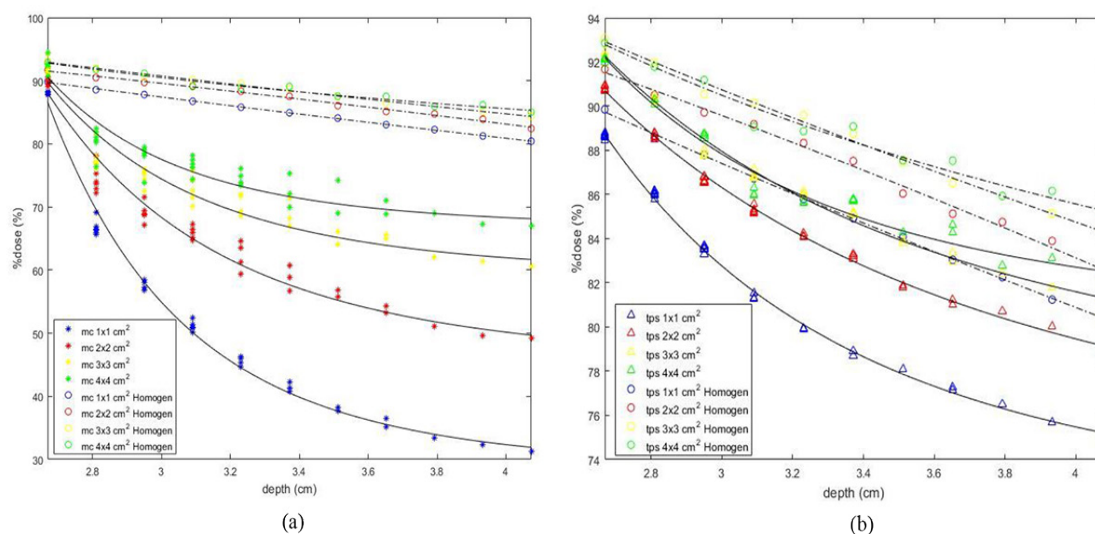 %dose (%)
100
90
80
70
60
50
40
30
2.8
3
3.2
3.4
3.6
3.8
4
depth (cm)
mc 1x1 cm²
mc 2x2 cm²
mc 3x3 cm²
mc 4x4 cm²
mc 1x1 cm² Homogen
mc 2x2 cm² Homogen
mc 3x3 cm² Homogen
mc 4x4 cm² Homogen
(a)
%dose (%)
94
92
90
88
86
84
82
80
78
76
74
2.8
3
3.2
3.4
3.6
3.8
4
depth (cm)
tps 1x1 cm²
tps 2x2 cm²
tps 3x3 cm²
tps 4x4 cm²
tps 1x1 cm² Homogen
tps 2x2 cm² Homogen
tps 3x3 cm² Homogen
tps 4x4 cm² Homogen
(b)